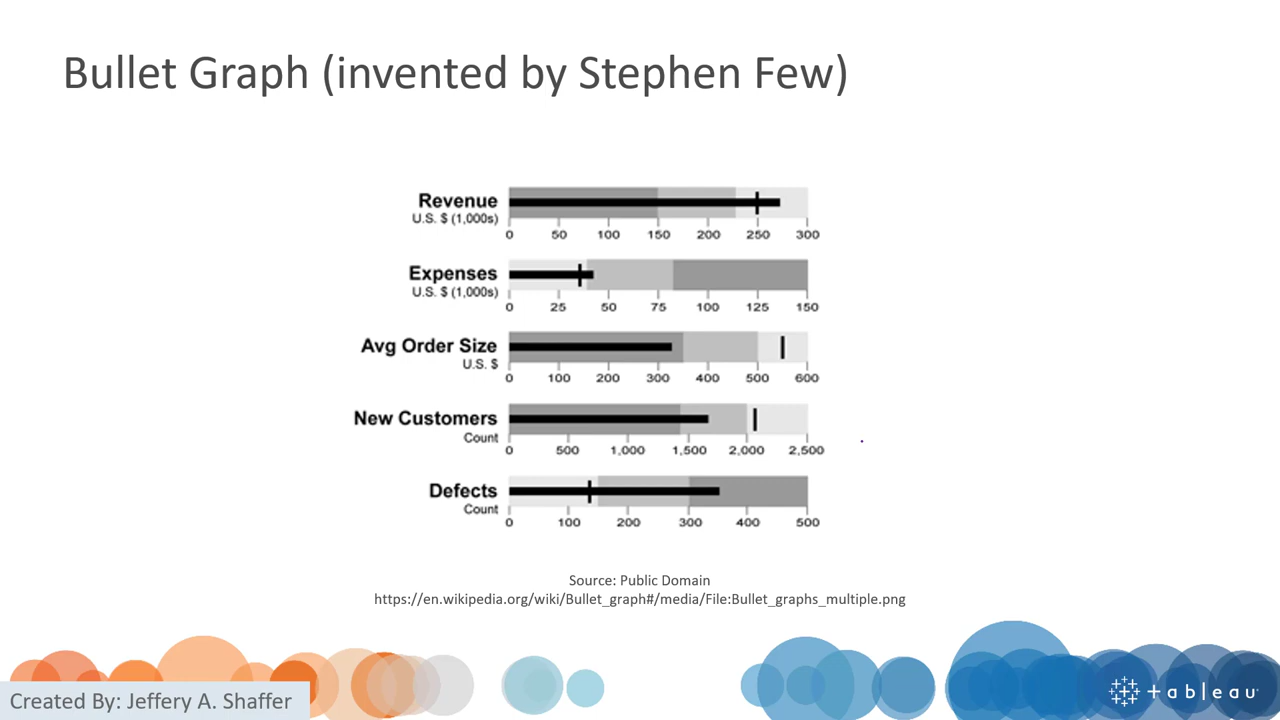 Bullet Graph (invented by Stephen Few)
Revenue
U.S. $ (1,000s)
0 50 100 150 200 250 300
Expenses
U.S. $ (1,000s)
0 25 50 75 100 125 150
Avg Order Size
U.S. $
0 100 200 300 400 500 600
New Customers
Count
0 500 1,000 1,500 2,000 2,500
Defects
Count
0 100 200 300 400 500
Source: Public Domain
https://en.wikipedia.org/wiki/Bullet_graph#/media/File:Bullet_graphs_multiple.png
Created By: Jeffery A. Shaffer
tableau